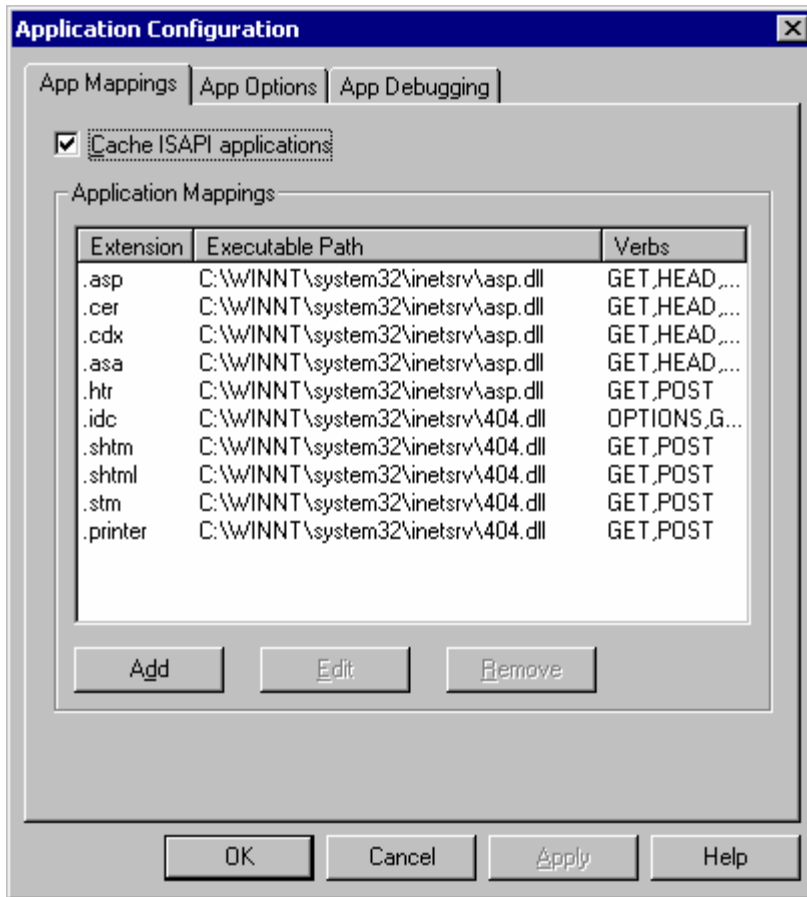 Application Configuration
App Mappings App Options App Debugging
Cache ISAPI applications
Application Mappings
Extension Executable Path Verbs
.asp C:\WINNT\system32\inetsrv\asp.dll GET,HEAD,...
.cer C:\WINNT\system32\inetsrv\asp.dll GET,HEAD,...
.cdx C:\WINNT\system32\inetsrv\asp.dll GET,HEAD,...
.asa C:\WINNT\system32\inetsrv\asp.dll GET,HEAD,...
.htr C:\WINNT\system32\inetsrv\asp.dll GET,POST
.idc C:\WINNT\system32\inetsrv\404.dll OPTIONS,G...
.shtm C:\WINNT\system32\inetsrv\404.dll GET,POST
.shtml C:\WINNT\system32\inetsrv\404.dll GET,POST
.stm C:\WINNT\system32\inetsrv\404.dll GET,POST
.printer C:\WINNT\system32\inetsrv\404.dll GET,POST
Add Edit Remove
OK Cancel Apply Help